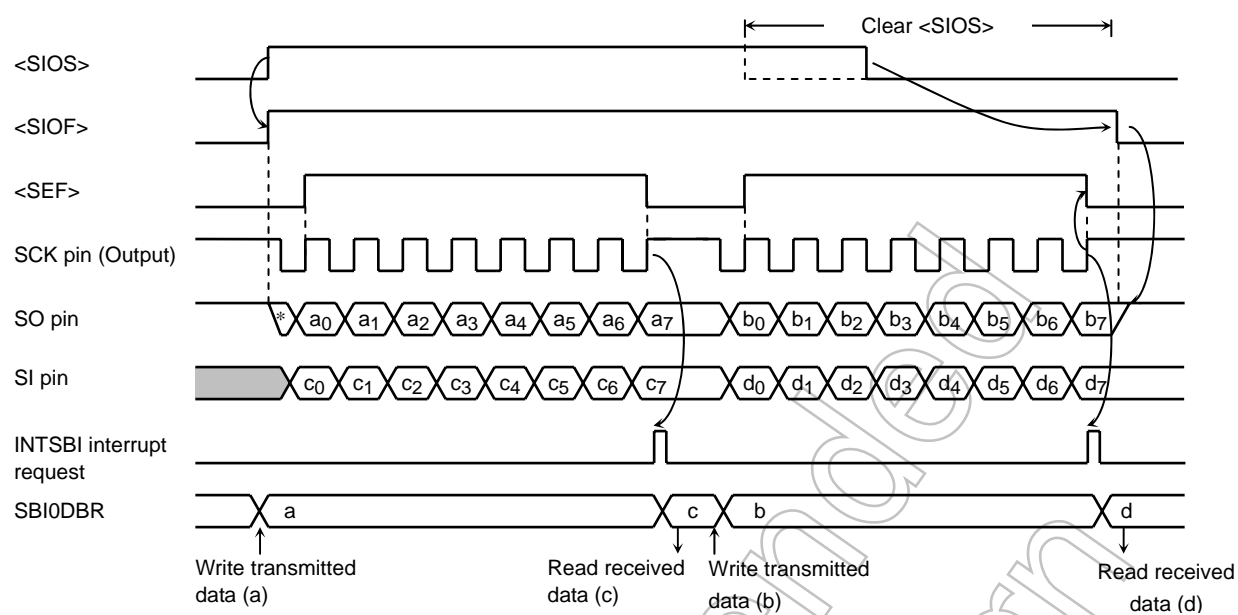 Clear <SIOS>
<SIOS>
<SIOF>
<SEF>
SCK pin (Output)
SO pin
* a0 a1 a2 a3 a4 a5 a6 a7 b0 b1 b2 b3 b4 b5 b6 b7
SI pin
c0 c1 c2 c3 c4 c5 c6 c7 d0 d1 d2 d3 d4 d5 d6 d7
INTSBI interrupt
request
SBI0DBR
a c b d
Write transmitted
data (a)
Read received
data (c)
Write transmitted
data (b)
Read received
data (d)